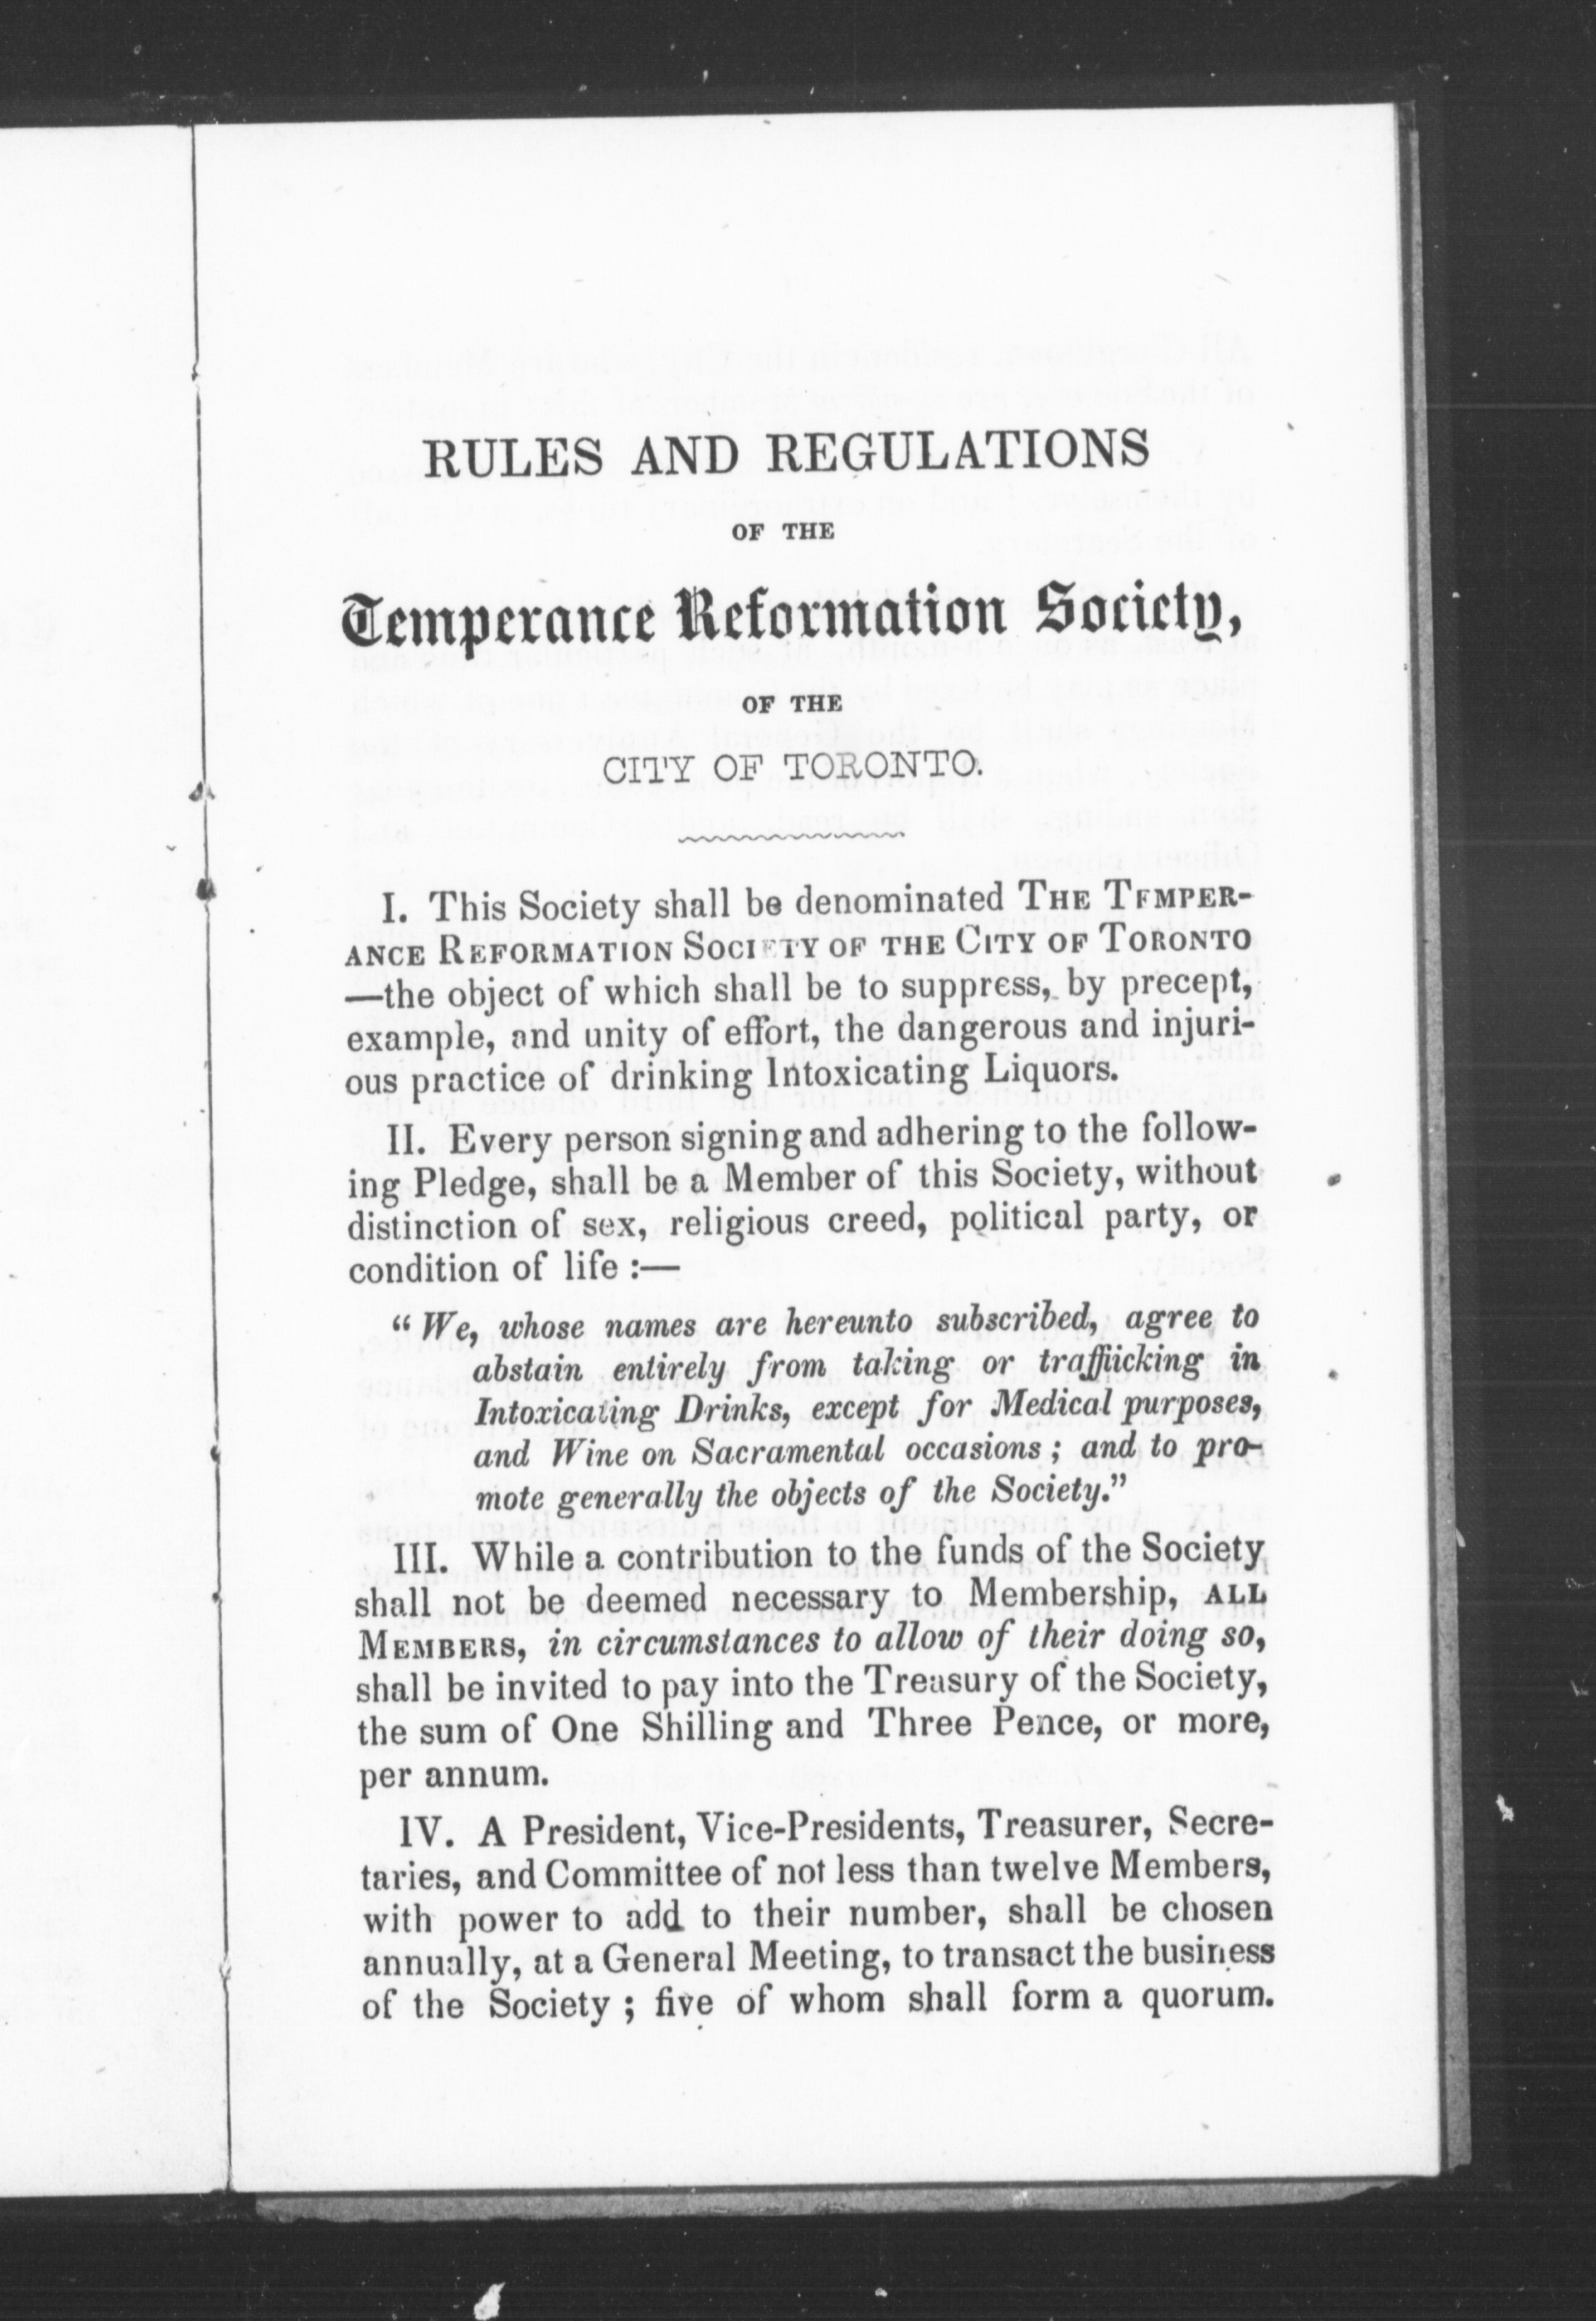 RULES AND REGULATIONS
OF THE
Temperance Reformation Society,
OF THE
CITY OF TORONTO.
I. This Society shall be denominated THE TEMPER-
ANCE REFORMATION SOCIETY OF THE CITY OF TORONTO
—the object of which shall be to suppress, by precept,
example, and unity of effort, the dangerous and injuri-
ous practice of drinking Intoxicating Liquors.
II. Every person signing and adhering to the follow-
ing Pledge, shall be a Member of this Society, without
distinction of sex, religious creed, political party, or
condition of life :—
“ We, whose names are hereunto subscribed, agree to
abstain entirely from taking or traffiicking in
Intoxicating Drinks, except for Medical purposes,
and Wine on Sacramental occasions ; and to pro-
mote generally the objects of the Society.”
III. While a contribution to the funds of the Society
shall not be deemed necessary to Membership, ALL
MEMBERS, in circumstances to allow of their doing so,
shall be invited to pay into the Treasury of the Society,
the sum of One Shilling and Three Pence, or more,
per annum.
IV. A President, Vice-Presidents, Treasurer, Secre-
taries, and Committee of not less than twelve Members,
with power to add to their number, shall be chosen
annually, at a General Meeting, to transact the business
of the Society ; five of whom shall form a quorum.